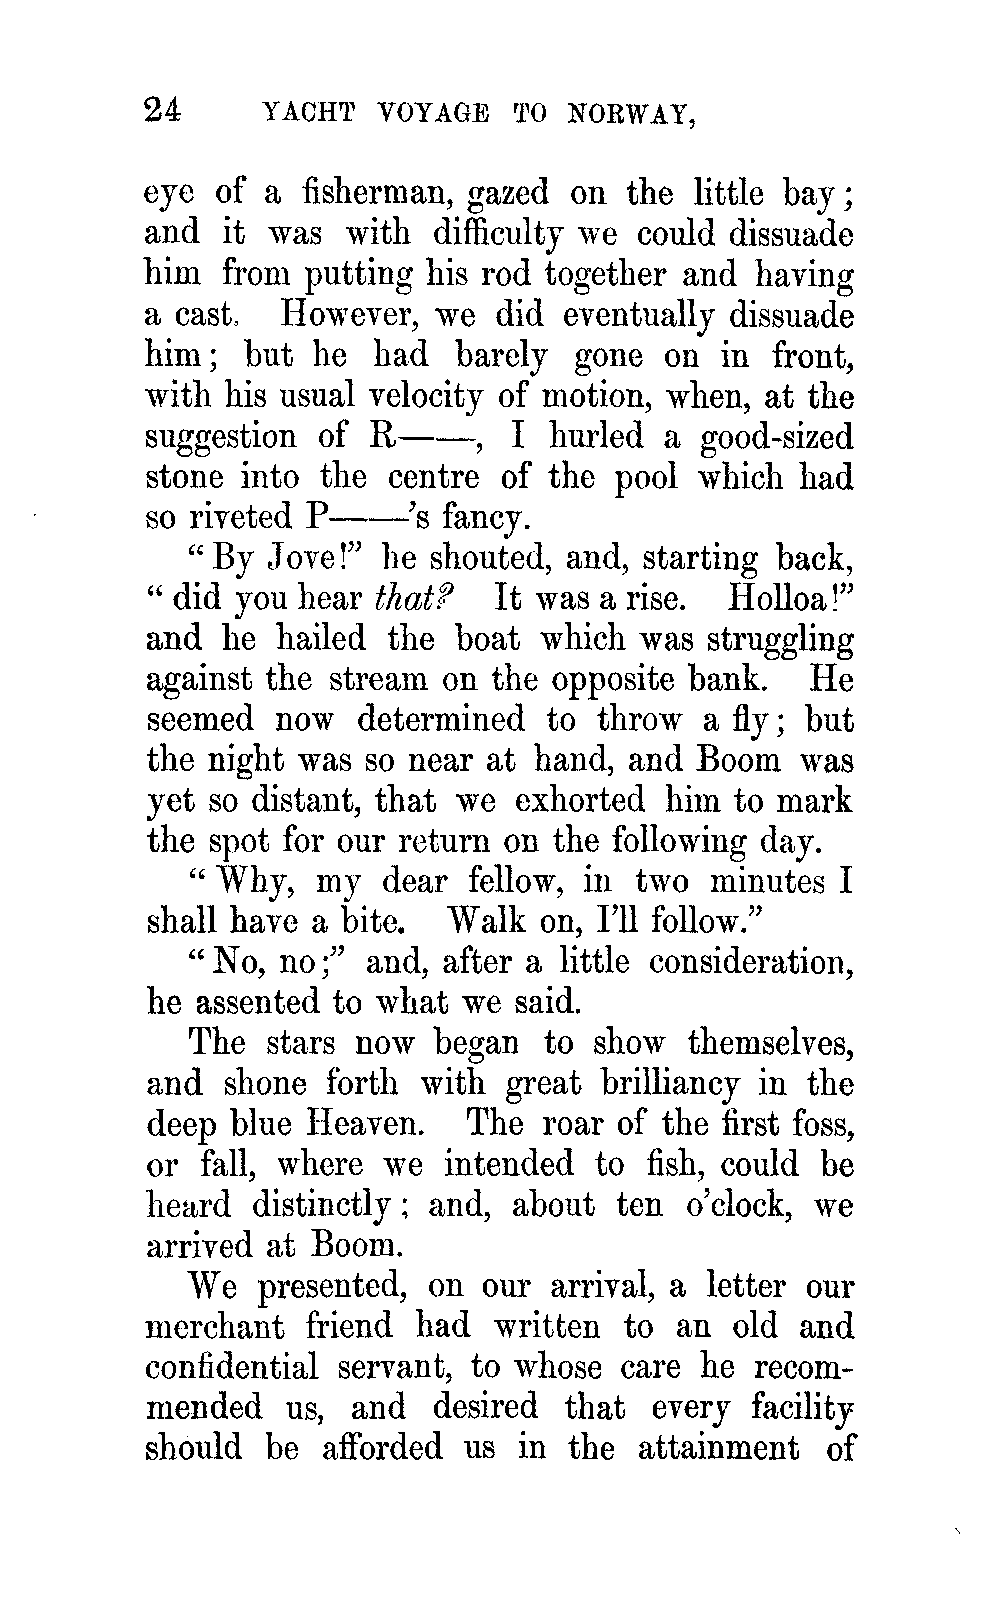 24 YACHT VOYAGE TO NORWAY,
eye of a fisherman, gazed on the little bay;
and it was with difficulty we could dissuade
him from putting his rod together and having
a cast. However, we did eventually dissuade
him; but he had barely gone on in front,
with his usual velocity of motion, when, at the
suggestion of R——, I hurled a good-sized
stone into the centre of the pool which had
so riveted P——'s fancy.
“By Jove!” he shouted, and, starting back,
“did you hear that? It was a rise. Holloa!”
and he hailed the boat which was struggling
against the stream on the opposite bank. He
seemed now determined to throw a fly; but
the night was so near at hand, and Boom was
yet so distant, that we exhorted him to mark
the spot for our return on the following day.
“Why, my dear fellow, in two minutes I
shall have a bite. Walk on, I'll follow.”
“No, no;” and, after a little consideration,
he assented to what we said.
The stars now began to show themselves,
and shone forth with great brilliancy in the
deep blue Heaven. The roar of the first foss,
or fall, where we intended to fish, could be
heard distinctly; and, about ten o'clock, we
arrived at Boom.
We presented, on our arrival, a letter our
merchant friend had written to an old and
confidential servant, to whose care he recom-
mended us, and desired that every facility
should be afforded us in the attainment of